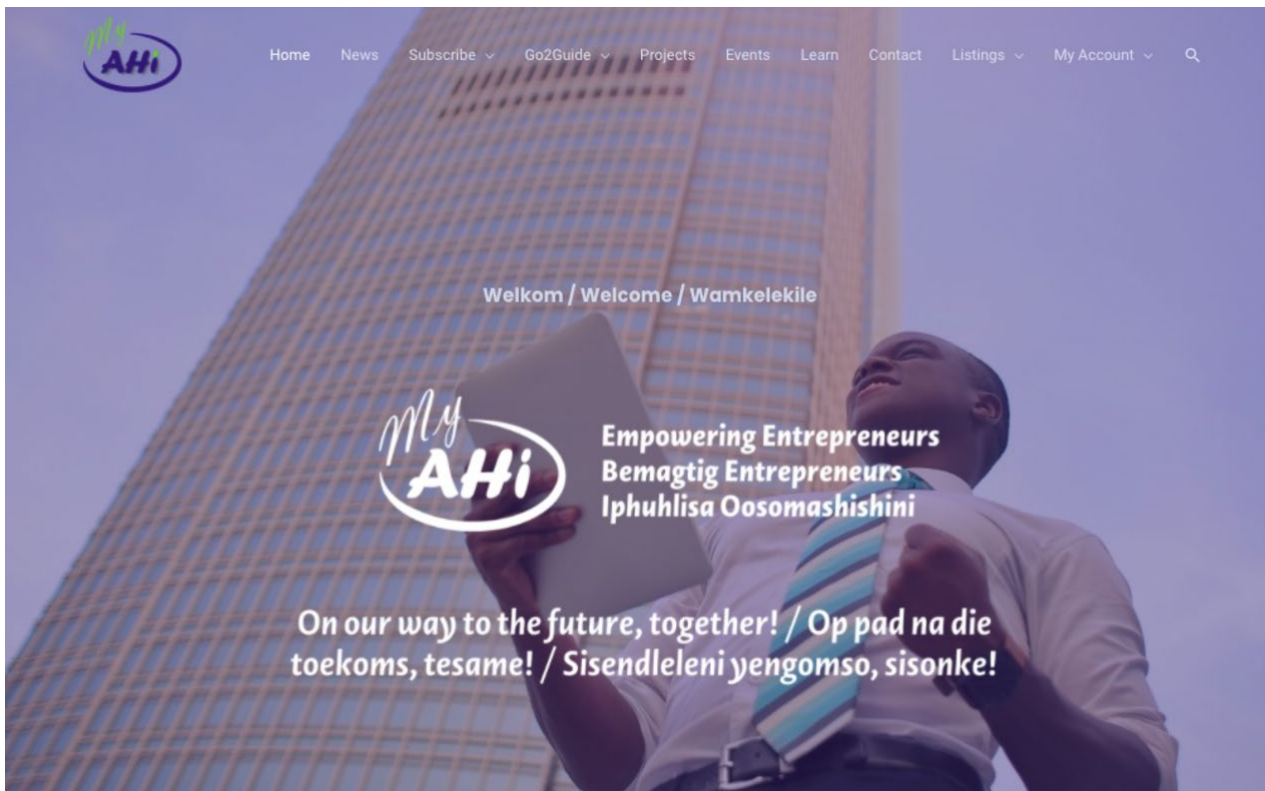 My
AHi
Home News Subscribe Go2Guide Projects Events Learn Contact Listings My Account
Welkom / Welcome / Wamkelekile
My
AHi
Empowering Entrepreneurs
Bemagtig Entrepreneurs
Iphuhlisa Oosomashishini
On our way to the future, together! / Op pad na die
toekoms, tesame! / Sisendleleni yengomso, sisonke!